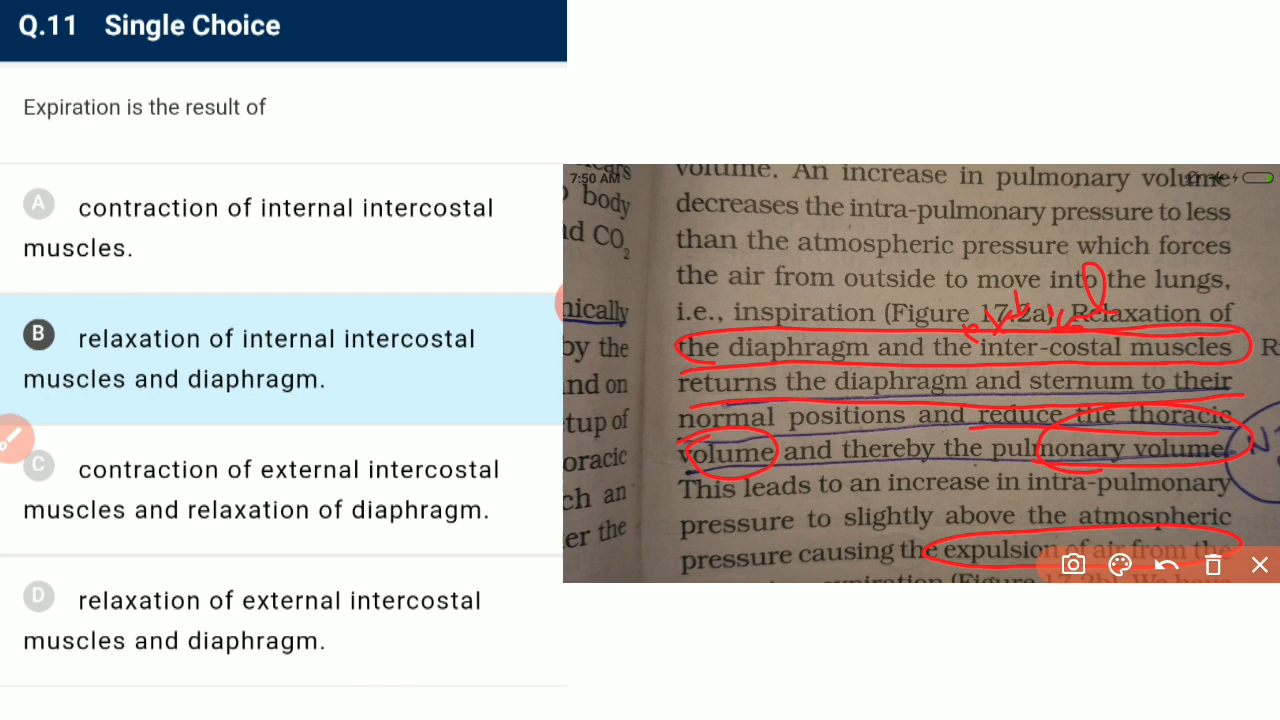 Q.11 Single Choice
Expiration is the result of
A contraction of internal intercostal
muscles.
B relaxation of internal intercostal
muscles and diaphragm.
C contraction of external intercostal
muscles and relaxation of diaphragm.
D relaxation of external intercostal
muscles and diaphragm.
7:50 AM
body
CO2
nically
by the
nd on
tup of
oracic
ch an
er the
volume. An increase in pulmonary volume
decreases the intra-pulmonary pressure to less
than the atmospheric pressure which forces
the air from outside to move into the lungs,
i.e., inspiration (Figure 17.2a). Relaxation of
the diaphragm and the inter-costal muscles
returns the diaphragm and sternum to their
normal positions and reduce the thoracic
volume and thereby the pulmonary volume.
This leads to an increase in intra-pulmonary
pressure to slightly above the atmospheric
pressure causing the expulsion of air from the
(Figure 17.2b). We have
R